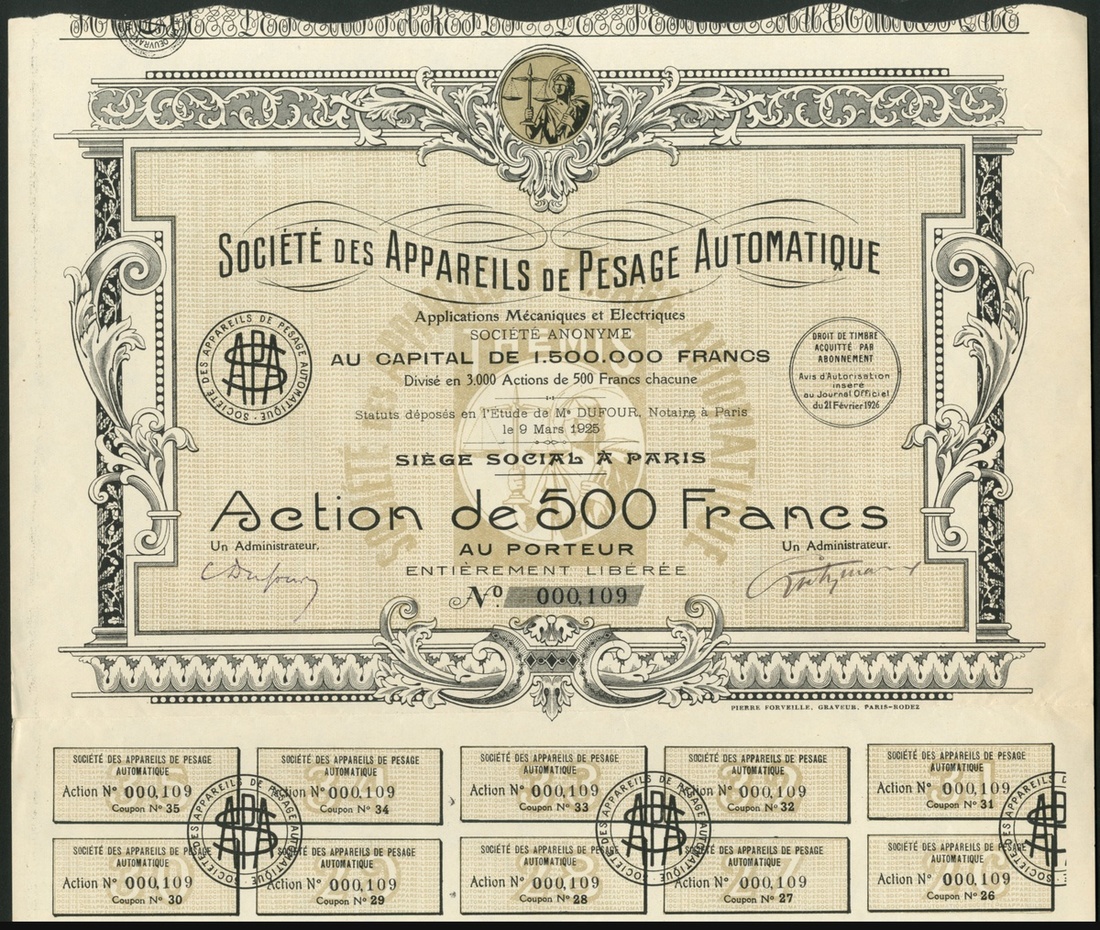 SOCIÉTÉ DES APPAREILS DE PESAGE AUTOMATIQUE
Applications Mécaniques et Electriques
SOCIÉTÉ ANONYME
AU CAPITAL DE 1.500.000 FRANCS
Divisé en 3.000 Actions de 500 Francs chacune
Statuts déposés en l'Etude de Me DUFOUR, Notaire à Paris
le 9 Mars 1925
SIÈGE SOCIAL À PARIS
SOCIÉTÉ DES APPAREILS DE PESAGE AUTOMATIQUE
DROIT DE TIMBRE
ACQUITTÉ PAR
ABONNEMENT
Avis d'Autorisation
inséré
au Journal Officiel
du 21 Février 1926
Action de 500 Francs
Un Administrateur,
AU PORTEUR
Un Administrateur.
ENTIÈREMENT LIBÉRÉE
No. 000,109
PIERRE FORVEILLE, GRAVEUR, PARIS-RODEZ
SOCIÉTÉ DES APPAREILS DE PESAGE
AUTOMATIQUE
Action No 000,109
Coupon No 35
SOCIÉTÉ DES APPAREILS DE PESAGE
AUTOMATIQUE
Action No 000,109
Coupon No 34
SOCIÉTÉ DES APPAREILS DE PESAGE
AUTOMATIQUE
Action No 000,109
Coupon No 33
SOCIÉTÉ DES APPAREILS DE PESAGE
AUTOMATIQUE
Action No 000,109
Coupon No 32
SOCIÉTÉ DES APPAREILS DE PESAGE
AUTOMATIQUE
Action No 000,109
Coupon No 31
SOCIÉTÉ DES APPAREILS DE PESAGE
AUTOMATIQUE
Action No 000,109
Coupon No 30
SOCIÉTÉ DES APPAREILS DE PESAGE
AUTOMATIQUE
Action No 000,109
Coupon No 29
SOCIÉTÉ DES APPAREILS DE PESAGE
AUTOMATIQUE
Action No 000,109
Coupon No 28
SOCIÉTÉ DES APPAREILS DE PESAGE
AUTOMATIQUE
Action No 000,109
Coupon No 27
SOCIÉTÉ DES APPAREILS DE PESAGE
AUTOMATIQUE
Action No 000,109
Coupon No 26